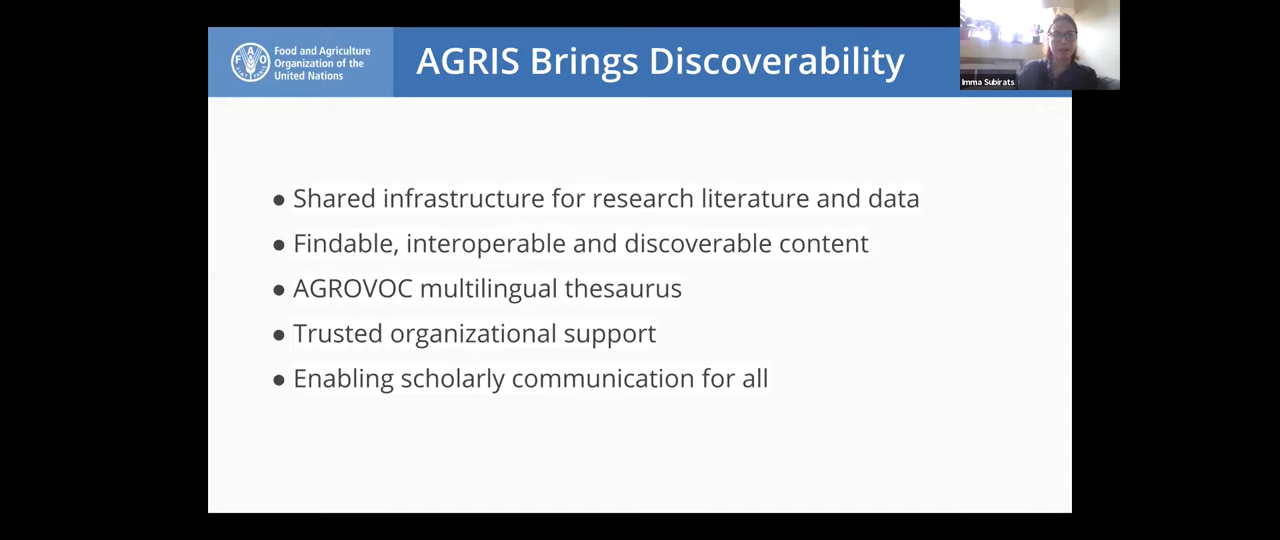 Food and Agriculture
Organization of the
United Nations
AGRIS Brings Discoverability
Imma Subirats
● Shared infrastructure for research literature and data
● Findable, interoperable and discoverable content
● AGROVOC multilingual thesaurus
● Trusted organizational support
● Enabling scholarly communication for all